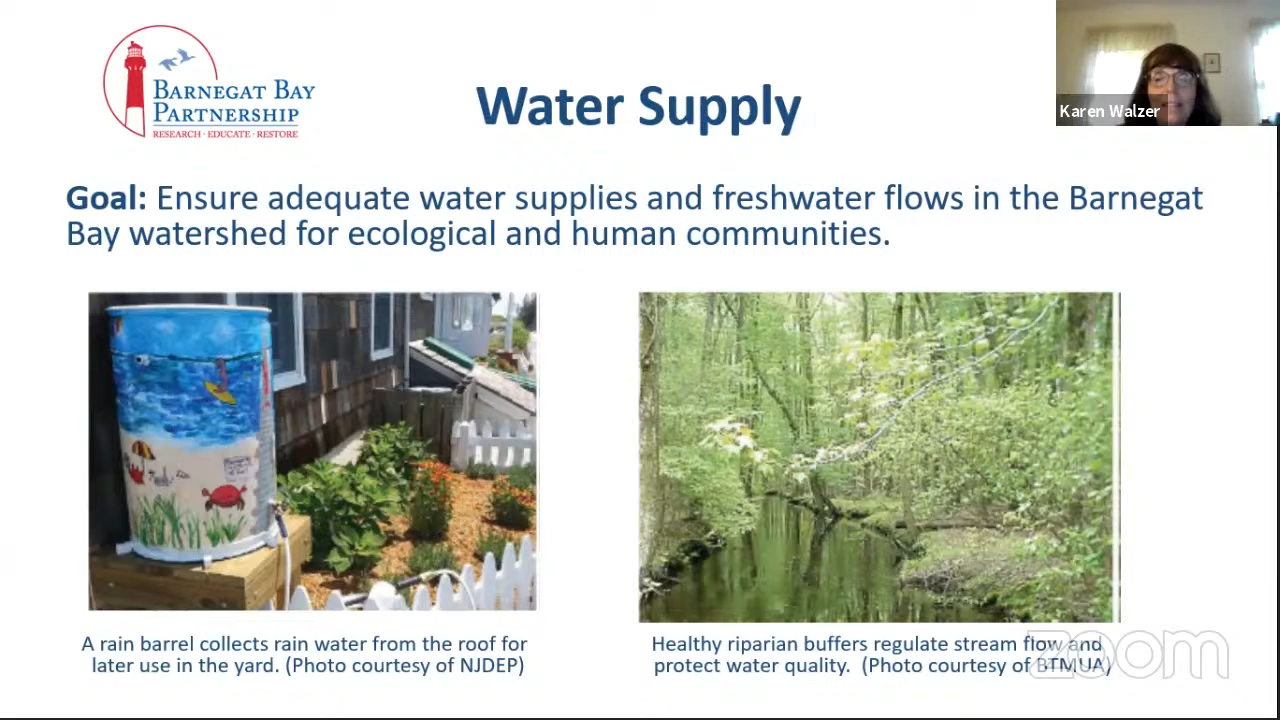 BARNEGAT BAY
PARTNERSHIP
RESEARCH · EDUCATE · RESTORE
Water Supply
Karen Walzer
Goal: Ensure adequate water supplies and freshwater flows in the Barnegat
Bay watershed for ecological and human communities.
A rain barrel collects rain water from the roof for
later use in the yard. (Photo courtesy of NJDEP)
Healthy riparian buffers regulate stream flow and
protect water quality. (Photo courtesy of BTMUA)
zoom